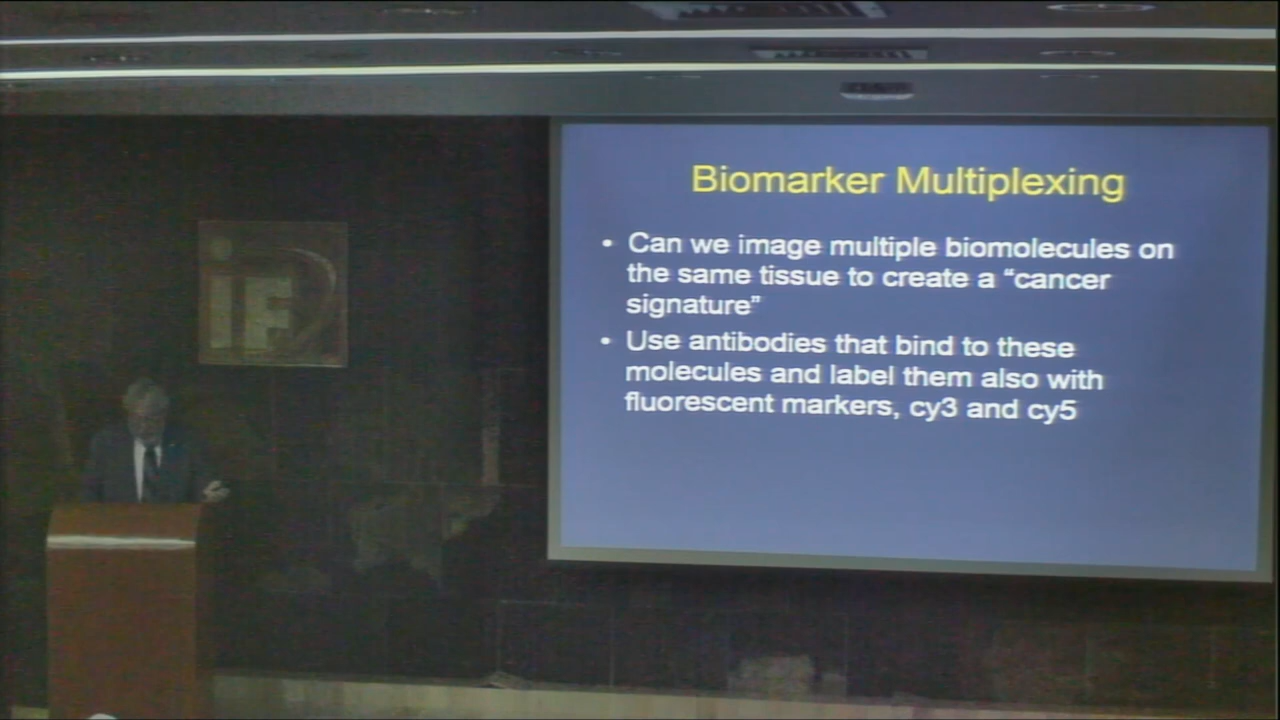 Biomarker Multiplexing
• Can we image multiple biomolecules on
the same tissue to create a “cancer
signature”
• Use antibodies that bind to these
molecules and label them also with
fluorescent markers, cy3 and cy5
iF